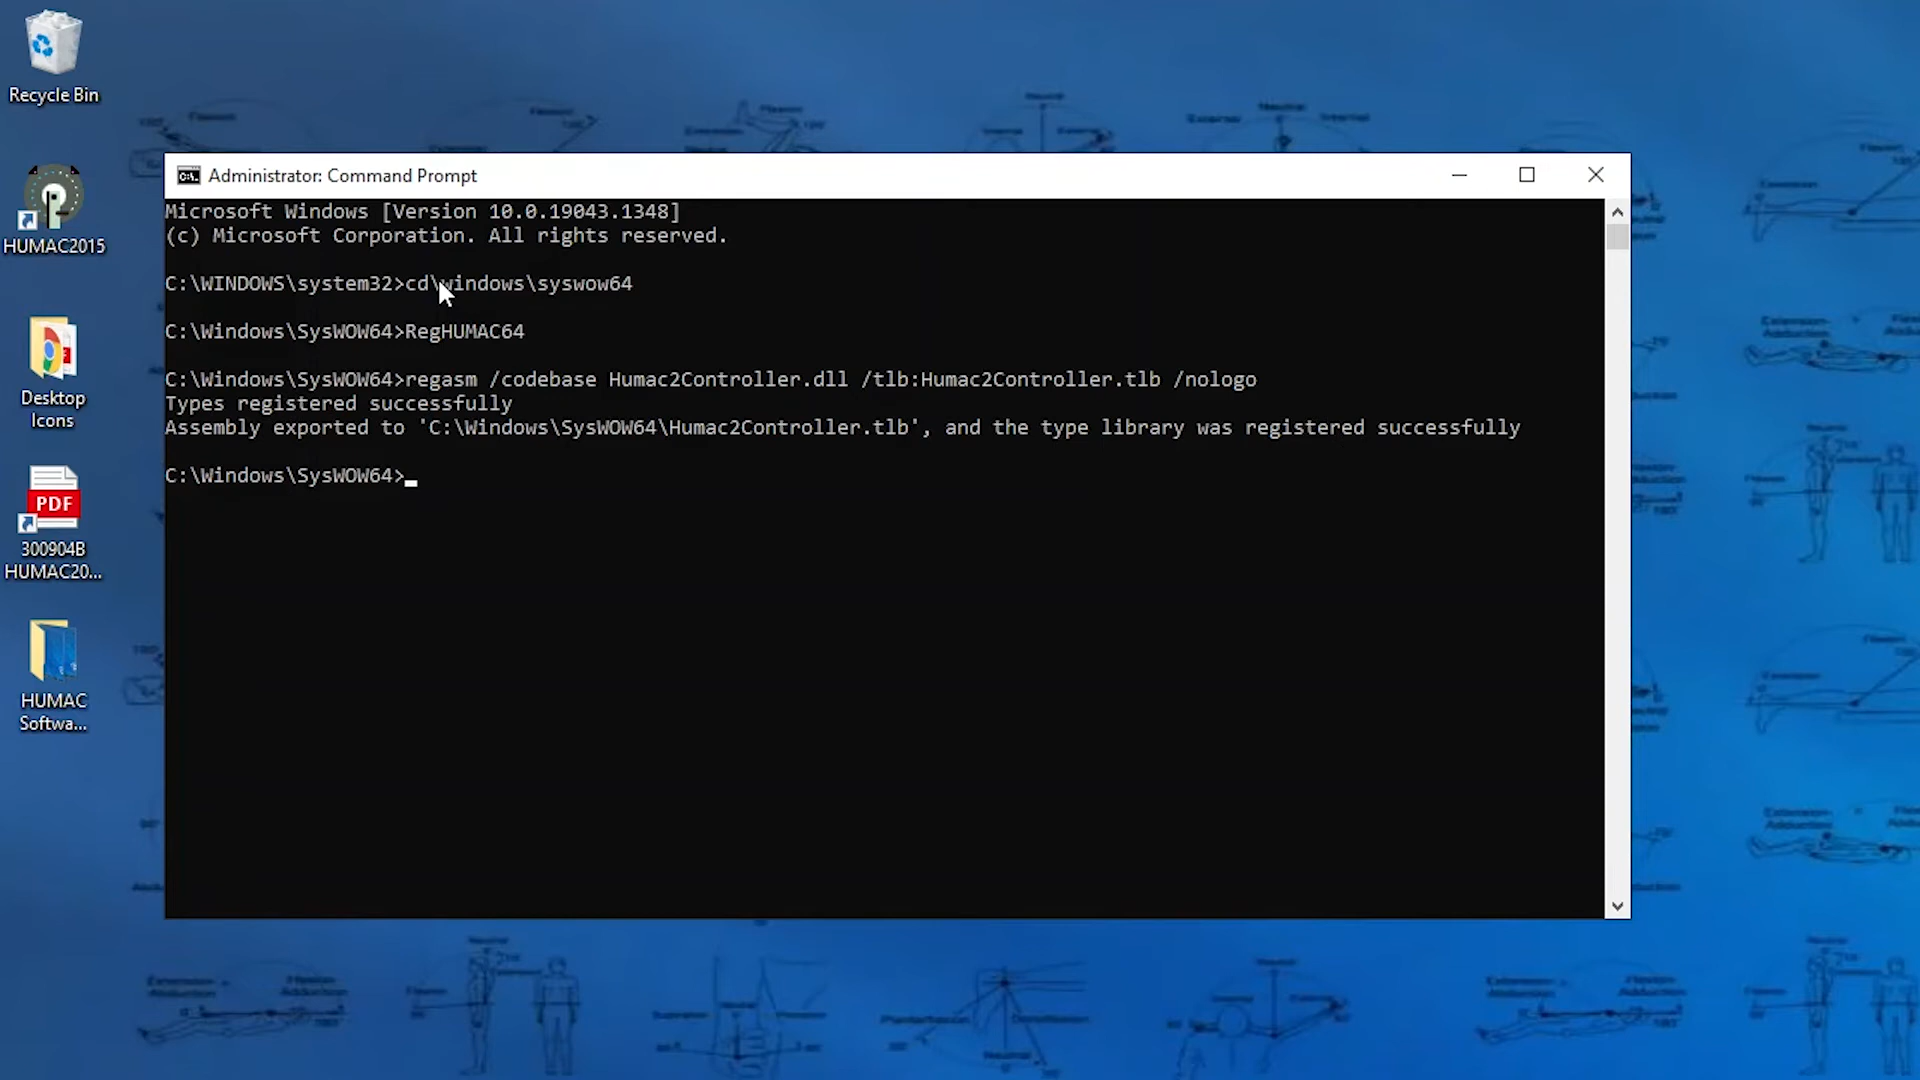 Recycle Bin
HUMAC2015
Desktop
Icons
PDF
300904B
HUMAC20...
HUMAC
Softwa...
Administrator: Command Prompt
Microsoft Windows [Version 10.0.19043.1348]
(c) Microsoft Corporation. All rights reserved.
C:\WINDOWS\system32>cd\windows\syswow64
C:\Windows\SysWOW64>RegHUMAC64
C:\Windows\SysWOW64>regasm /codebase Humac2Controller.dll /tlb:Humac2Controller.tlb /nologo
Types registered successfully
Assembly exported to 'C:\Windows\SysWOW64\Humac2Controller.tlb', and the type library was registered successfully
C:\Windows\SysWOW64>